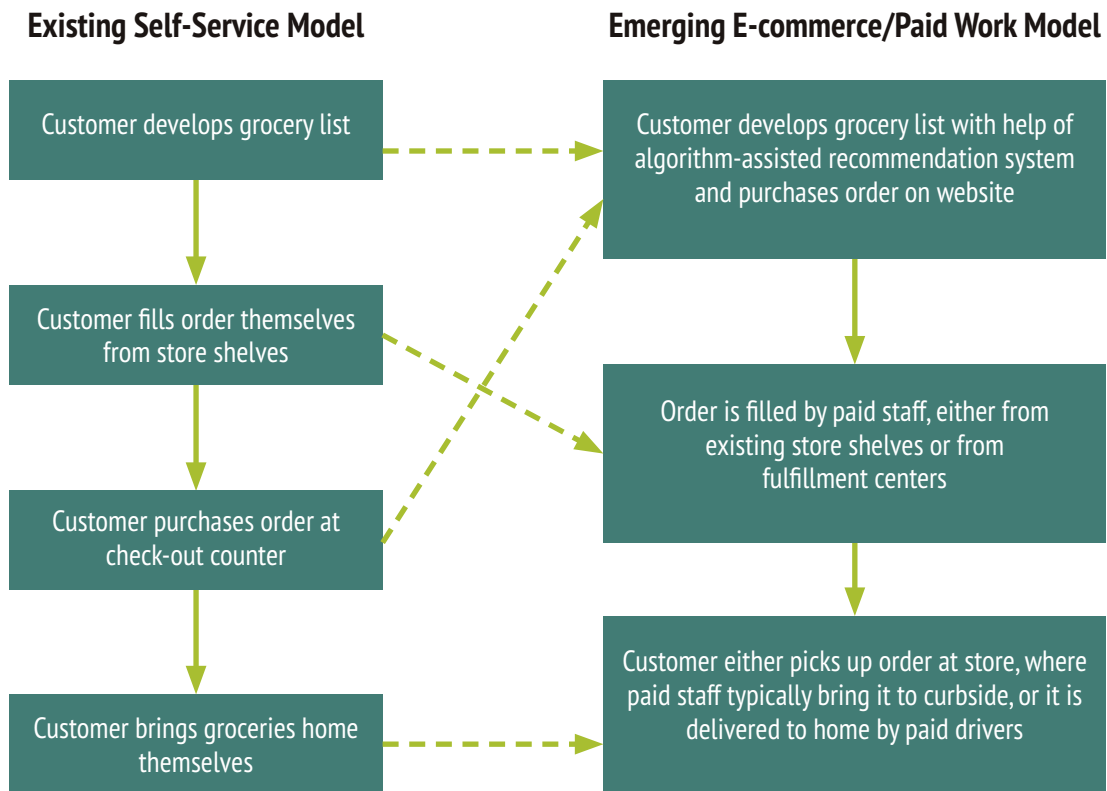 Existing Self-Service Model
Customer develops grocery list
Customer fills order themselves
from store shelves
Customer purchases order at
check-out counter
Customer brings groceries home
themselves
Emerging E-commerce/Paid Work Model
Customer develops grocery list with help of
algorithm-assisted recommendation system
and purchases order on website
Order is filled by paid staff, either from
existing store shelves or from
fulfillment centers
Customer either picks up order at store, where
paid staff typically bring it to curbside, or it is
delivered to home by paid drivers